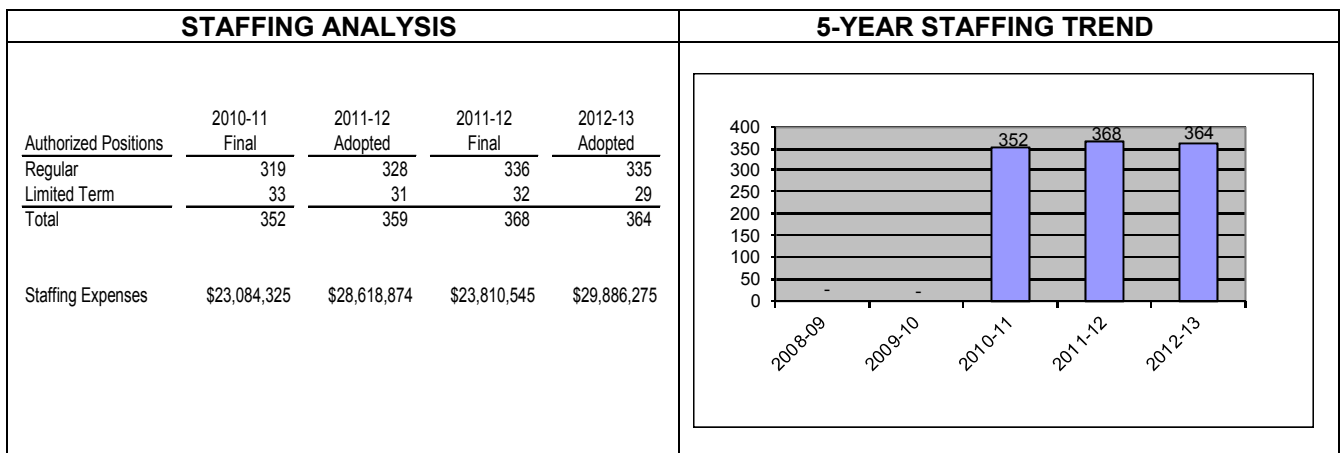 STAFFING ANALYSIS
2010-11 2011-12 2011-12 2012-13
Authorized Positions Final Adopted Final Adopted
Regular 319 328 336 335
Limited Term 33 31 32 29
Total 352 359 368 364
Staffing Expenses $23,084,325 $28,618,874 $23,810,545 $29,886,275
5-YEAR STAFFING TREND
400
350
300
250
200
150
100
50
0
- - 352 368 364
2008-09 2009-10 2010-11 2011-12 2012-13